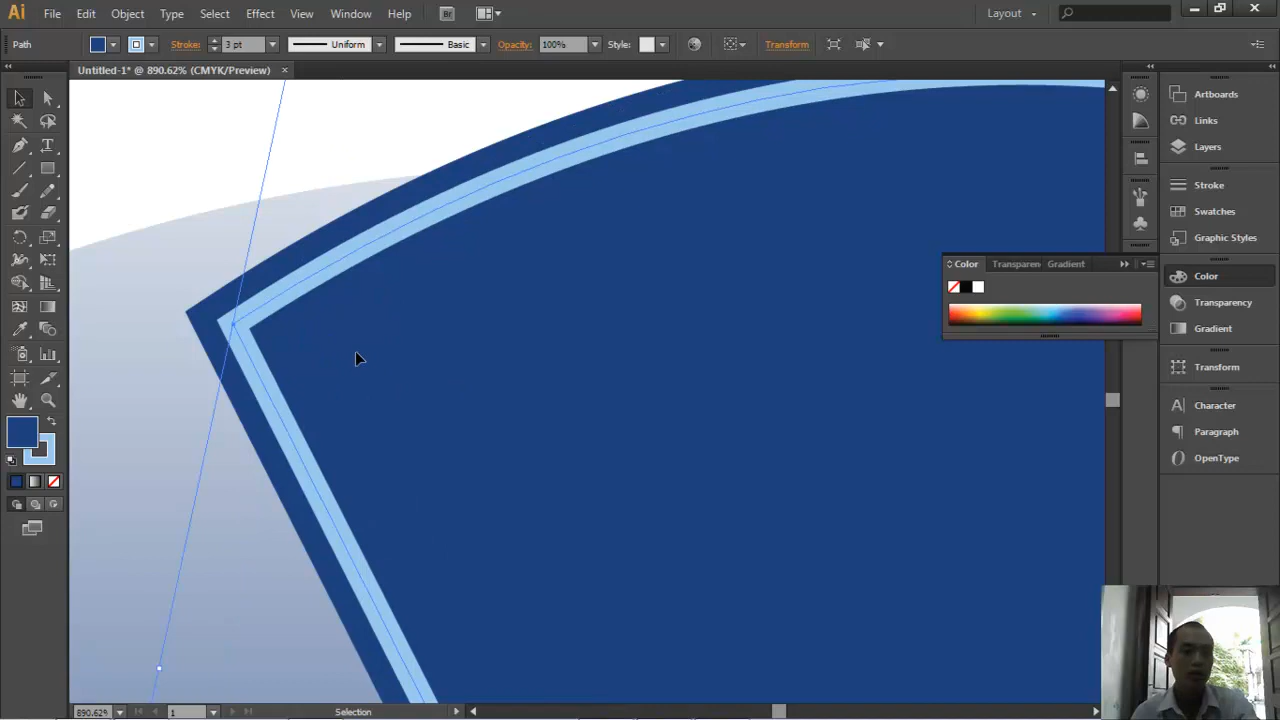 Ai File Edit Object Type Select Effect View Window Help Br Layout
Path Stroke: 3 pt Uniform Basic Opacity: 100% Style: Transform
Untitled-1* @ 890.62% (CMYK/Preview) ×
Artboards
Links
Layers
Stroke
Swatches
Graphic Styles
Color Transparen Gradient
Color
Transparency
Gradient
Transform
Character
Paragraph
OpenType
890.62% 1 Selection